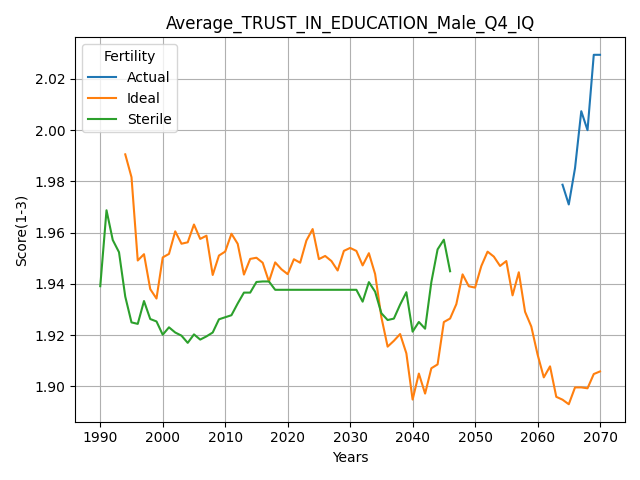 Average_TRUST_IN_EDUCATION_Male_Q4_IQ
Fertility
Actual
Ideal
Sterile
Score(1-3)
2.02
2.00
1.98
1.96
1.94
1.92
1.90
1990 2000 2010 2020 2030 2040 2050 2060 2070
Years